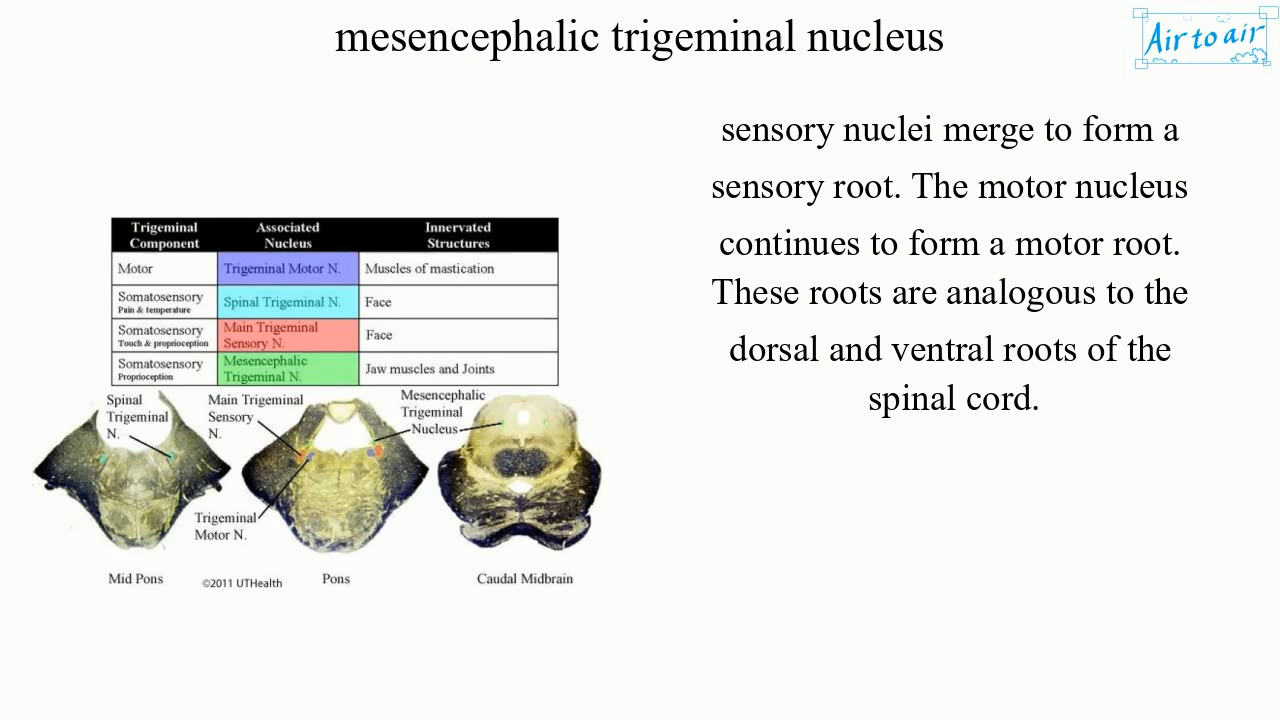 mesencephalic trigeminal nucleus
Air to air
sensory nuclei merge to form a
sensory root. The motor nucleus
continues to form a motor root.
These roots are analogous to the
dorsal and ventral roots of the
spinal cord.
Trigeminal Component Associated Nucleus Innervated Structures
Motor Trigeminal Motor N. Muscles of mastication
Somatosensory Pain & temperature Spinal Trigeminal N. Face
Somatosensory Touch & proprioception Main Trigeminal Sensory N. Face
Somatosensory Proprioception Mesencephalic Trigeminal N. Jaw muscles and Joints
Spinal
Trigeminal
N.
Main Trigeminal
Sensory
N.
Mesencephalic
Trigeminal
Nucleus
Trigeminal
Motor N.
Mid Pons
©2011 UTHealth
Pons
Caudal Midbrain